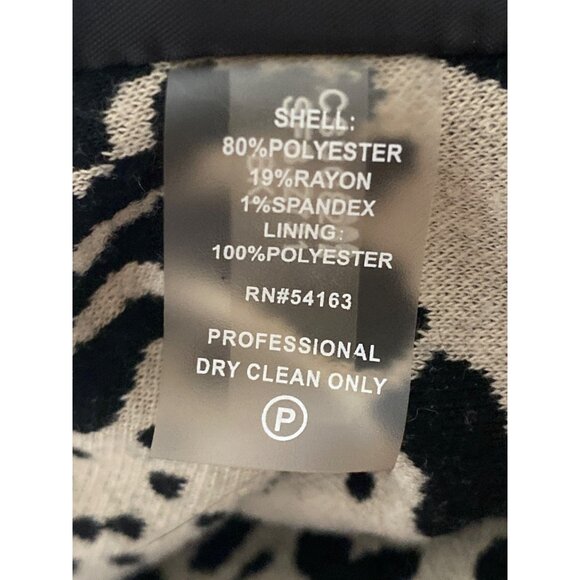 SHELL:
80%POLYESTER
19%RAYON
1%SPANDEX
LINING:
100%POLYESTER
RN#54163
PROFESSIONAL
DRY CLEAN ONLY
P